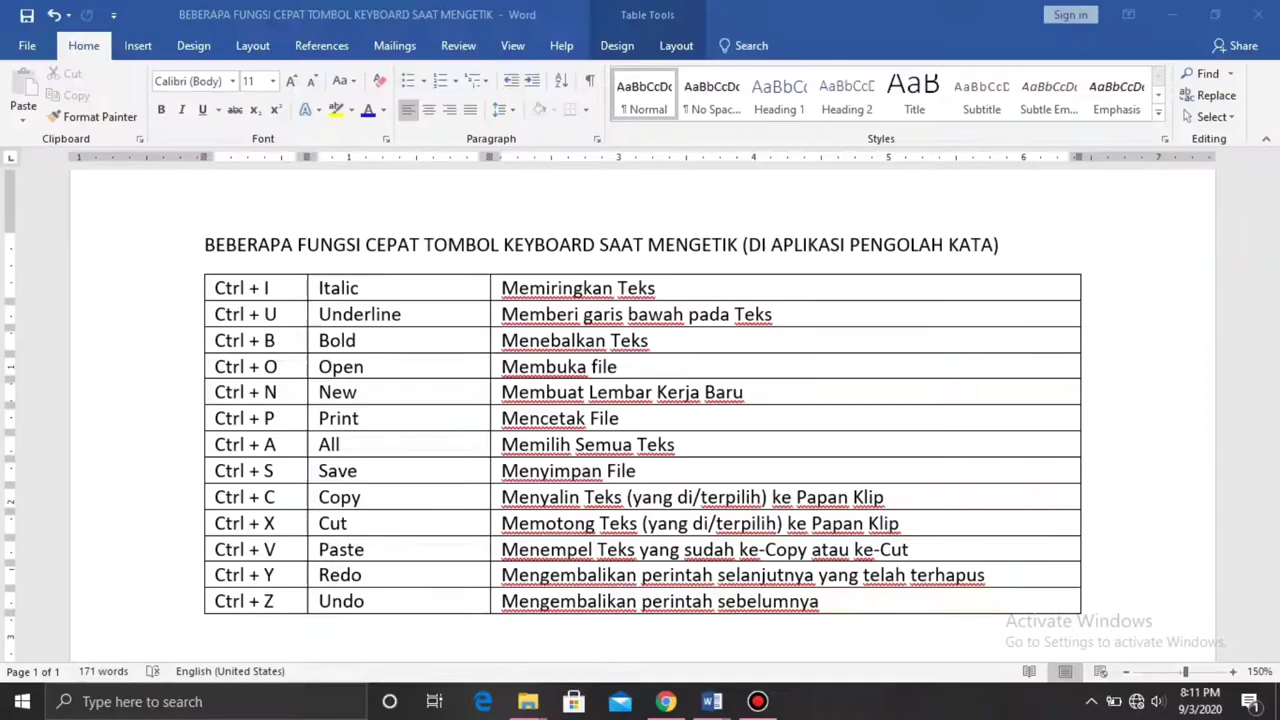 BEBERAPA FUNGSI CEPAT TOMBOL KEYBOARD SAAT MENGETIK - Word
Table Tools
Sign in
File Home Insert Design Layout References Mailings Review View Help Design Layout Search Share
Paste
Cut
Copy
Format Painter
Clipboard
Calibri (Body) 11
Font
Paragraph
AaBbCcDc AaBbCcDc AaBbCc AaBbCcD AaB AaBbCcD AaBbCcDc AaBbCcDc
¶ Normal ¶ No Spac... Heading 1 Heading 2 Title Subtitle Subtle Em... Emphasis
Styles
Find
Replace
Select
Editing
1 1 2 3 4 5 6 7
BEBERAPA FUNGSI CEPAT TOMBOL KEYBOARD SAAT MENGETIK (DI APLIKASI PENGOLAH KATA)
Ctrl + I Italic Memiringkan Teks
Ctrl + U Underline Memberi garis bawah pada Teks
Ctrl + B Bold Menebalkan Teks
Ctrl + O Open Membuka file
Ctrl + N New Membuat Lembar Kerja Baru
Ctrl + P Print Mencetak File
Ctrl + A All Memilih Semua Teks
Ctrl + S Save Menyimpan File
Ctrl + C Copy Menyalin Teks (yang di/terpilih) ke Papan Klip
Ctrl + X Cut Memotong Teks (yang di/terpilih) ke Papan Klip
Ctrl + V Paste Menempel Teks yang sudah ke-Copy atau ke-Cut
Ctrl + Y Redo Mengembalikan perintah selanjutnya yang telah terhapus
Ctrl + Z Undo Mengembalikan perintah sebelumnya
Activate Windows
Go to Settings to activate Windows.
Page 1 of 1 171 words English (United States) 150%
Type here to search
8:11 PM
9/3/2020